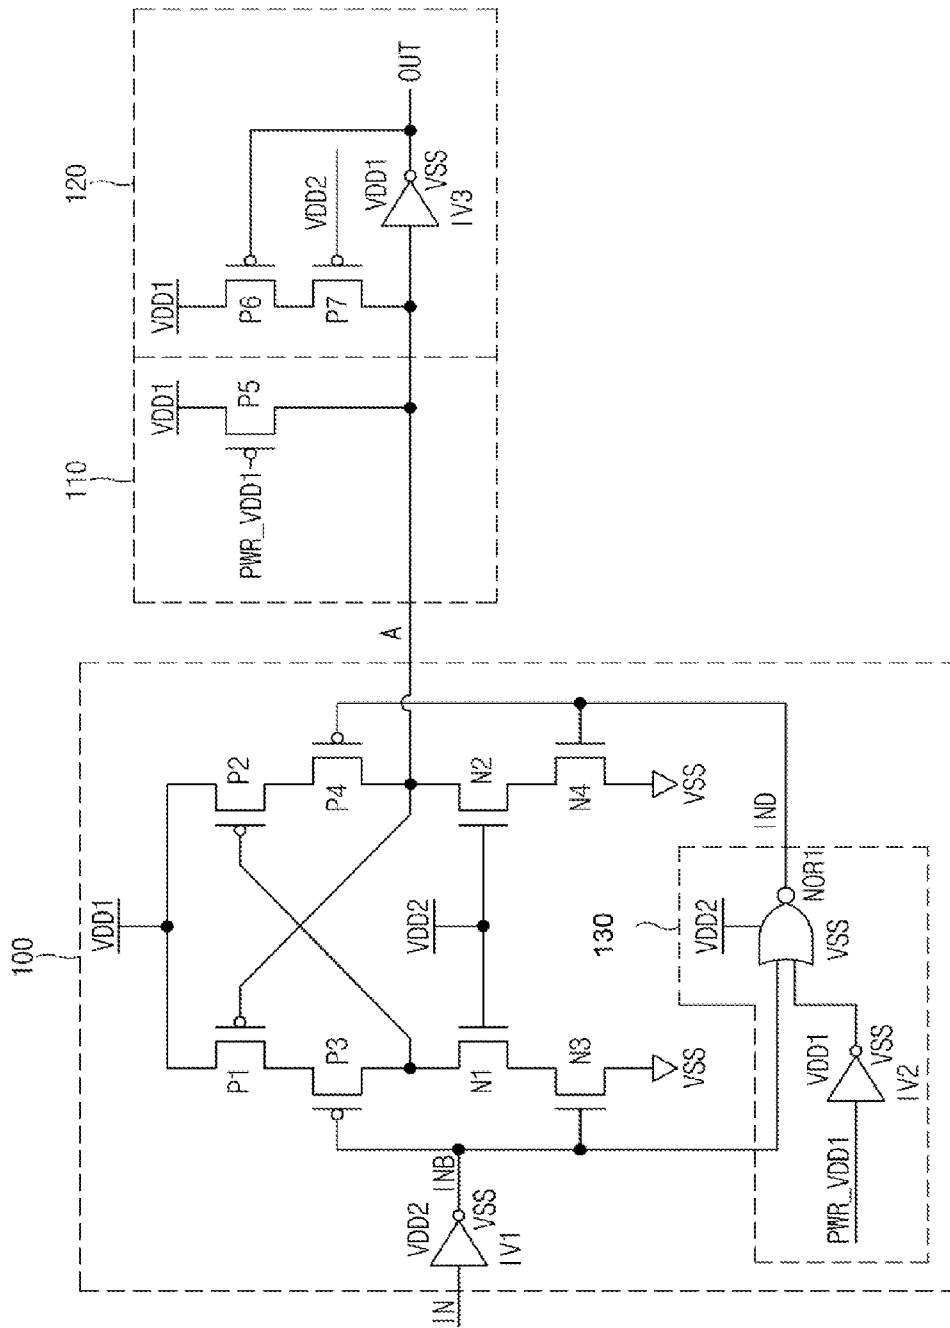 100
VDD1
P1
P2
P3
P4
VDD2
N1
N2
N3
N4
VSS
VSS
IN
VDD2
VSS
IV1
INB
130
VDD2
NOR1
VSS
IND
VDD1
VSS
IV2
PWR_VDD1
A
110
VDD1
P5
PWR_VDD1
120
VDD1
P6
P7
VDD2
VDD1
VSS
IV3
OUT